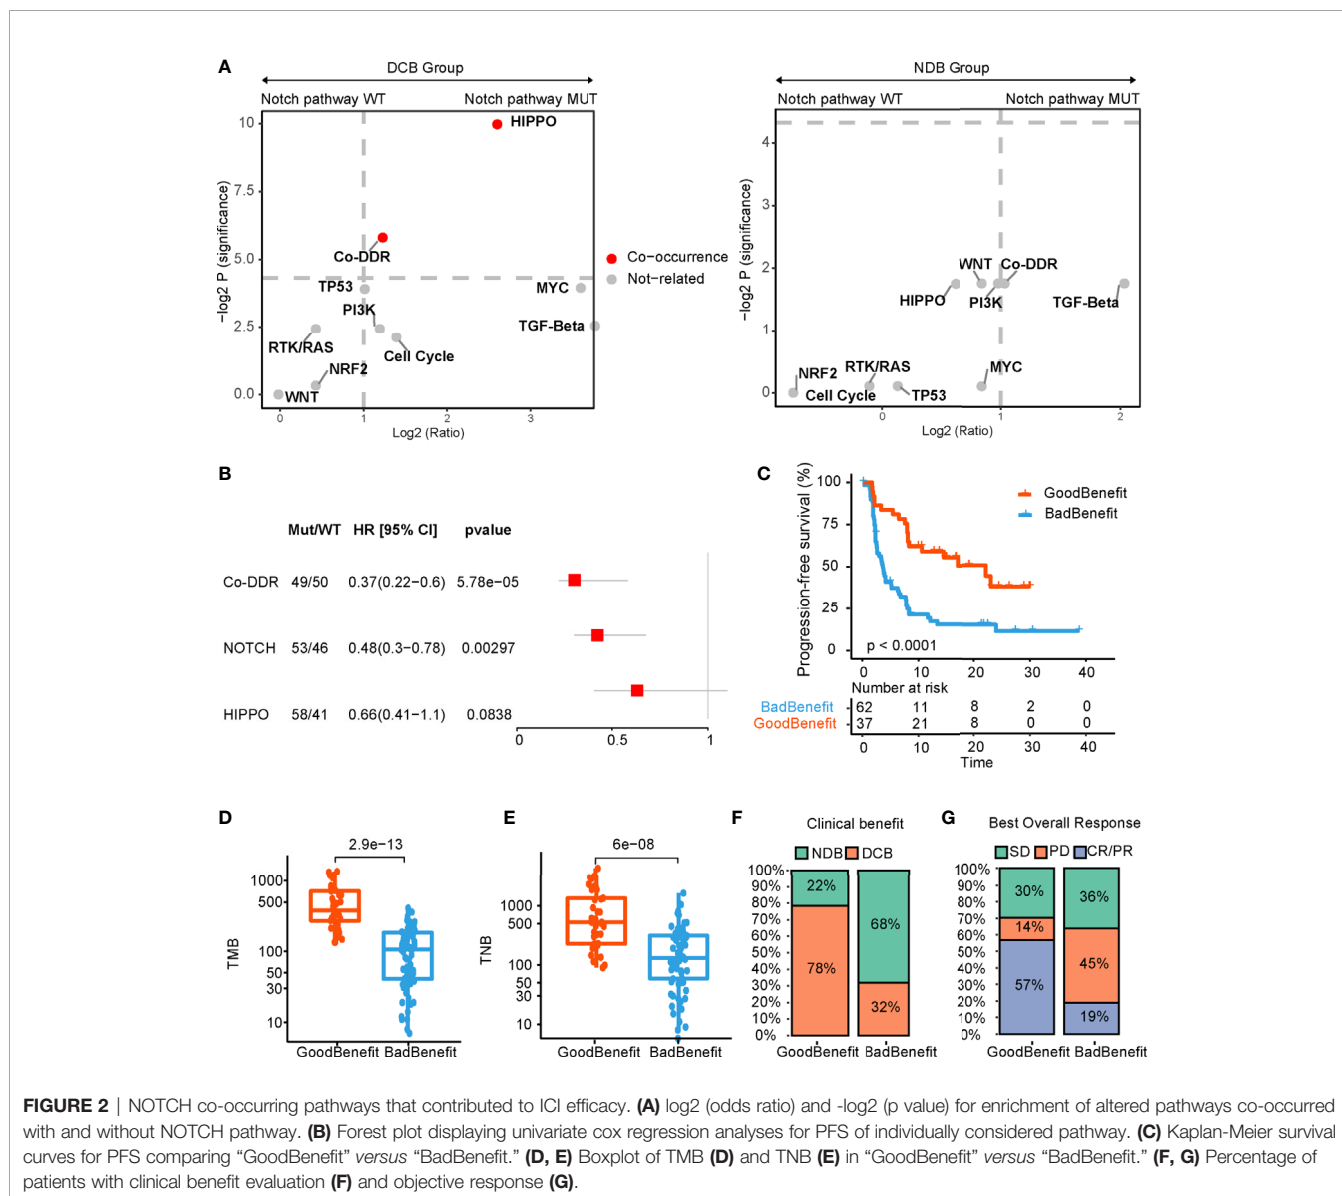 A
DCB Group
Notch pathway WT Notch pathway MUT
10
7.5
5.0
2.5
0.0
−log2 P (significance)
HIPPO
Co-DDR
TP53
MYC
PI3K
TGF-Beta
RTK/RAS
Cell Cycle
NRF2
WNT
0 1 2 3
Log2 (Ratio)
Co-occurrence
Not-related
NDB Group
Notch pathway WT Notch pathway MUT
4
3
2
1
0
−log2 P (significance)
WNT Co-DDR
HIPPO PI3K TGF-Beta
NRF2 RTK/RAS MYC
Cell Cycle TP53
0 1 2
Log2 (Ratio)
B
Mut/WT HR [95% CI] pvalue
Co-DDR 49/50 0.37(0.22−0.6) 5.78e−05
NOTCH 53/46 0.48(0.3−0.78) 0.00297
HIPPO 58/41 0.66(0.41−1.1) 0.0838
0 0.5 1
C
Progression-free survival (%)
100
75
50
25
0
GoodBenefit
BadBenefit
p < 0.0001
0 10 20 30 40
Number at risk
BadBenefit 62 11 8 2 0
GoodBenefit 37 21 8 0 0
0 10 20 30 40
Time
D
2.9e−13
TMB
1000
500
100
50
30
10
GoodBenefit BadBenefit
E
6e−08
TNB
1000
500
100
50
30
10
GoodBenefit BadBenefit
F
Clinical benefit
NDB DCB
100%
90%
80%
70%
60%
50%
40%
30%
20%
10%
0%
22%
78%
68%
32%
GoodBenefit BadBenefit
G
Best Overall Response
SD PD CR/PR
100%
90%
80%
70%
60%
50%
40%
30%
20%
10%
0%
30%
14%
57%
36%
45%
19%
GoodBenefit BadBenefit
FIGURE 2 | NOTCH co-occurring pathways that contributed to ICI efficacy. (A) log2 (odds ratio) and -log2 (p value) for enrichment of altered pathways co-occurred
with and without NOTCH pathway. (B) Forest plot displaying univariate cox regression analyses for PFS of individually considered pathway. (C) Kaplan-Meier survival
curves for PFS comparing “GoodBenefit” versus “BadBenefit.” (D, E) Boxplot of TMB (D) and TNB (E) in “GoodBenefit” versus “BadBenefit.” (F, G) Percentage of
patients with clinical benefit evaluation (F) and objective response (G).